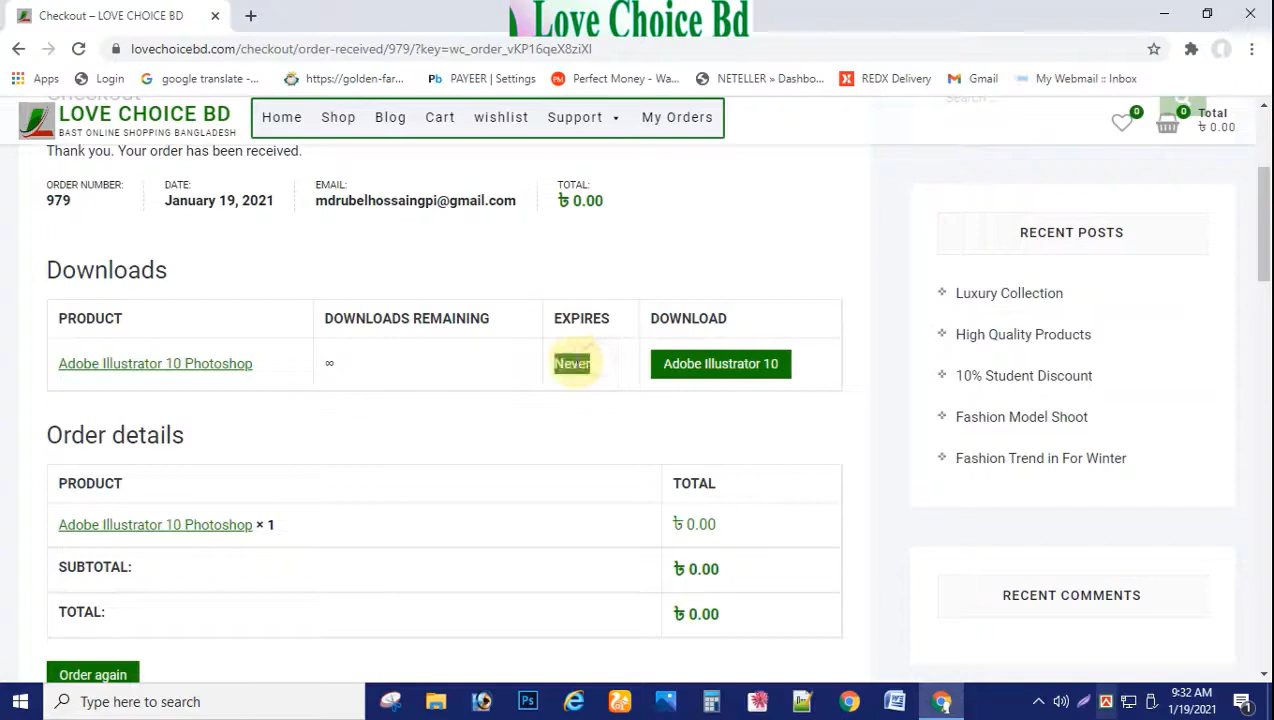 Checkout – LOVE CHOICE BD
Love Choice Bd
lovechoicebd.com/checkout/order-received/979/?key=wc_order_vKP16qeX8ziXI
Apps
Login
google translate -...
https://golden-far...
PAYEER | Settings
Perfect Money - Wa...
NETELLER » Dashbo...
REDX Delivery
Gmail
My Webmail :: Inbox
Checkout
Search...
LOVE CHOICE BD
BAST ONLINE SHOPPING BANGLADESH
Home
Shop
Blog
Cart
wishlist
Support
My Orders
0
0
Total
৳ 0.00
Thank you. Your order has been received.
ORDER NUMBER:
979
DATE:
January 19, 2021
EMAIL:
mdrubelhossaingpi@gmail.com
TOTAL:
৳ 0.00
Downloads
PRODUCT DOWNLOADS REMAINING EXPIRES DOWNLOAD
Adobe Illustrator 10 Photoshop ∞ Never Adobe Illustrator 10
Order details
PRODUCT TOTAL
Adobe Illustrator 10 Photoshop × 1 ৳ 0.00
SUBTOTAL: ৳ 0.00
TOTAL: ৳ 0.00
Order again
RECENT POSTS
Luxury Collection
High Quality Products
10% Student Discount
Fashion Model Shoot
Fashion Trend in For Winter
RECENT COMMENTS
Type here to search
9:32 AM
1/19/2021